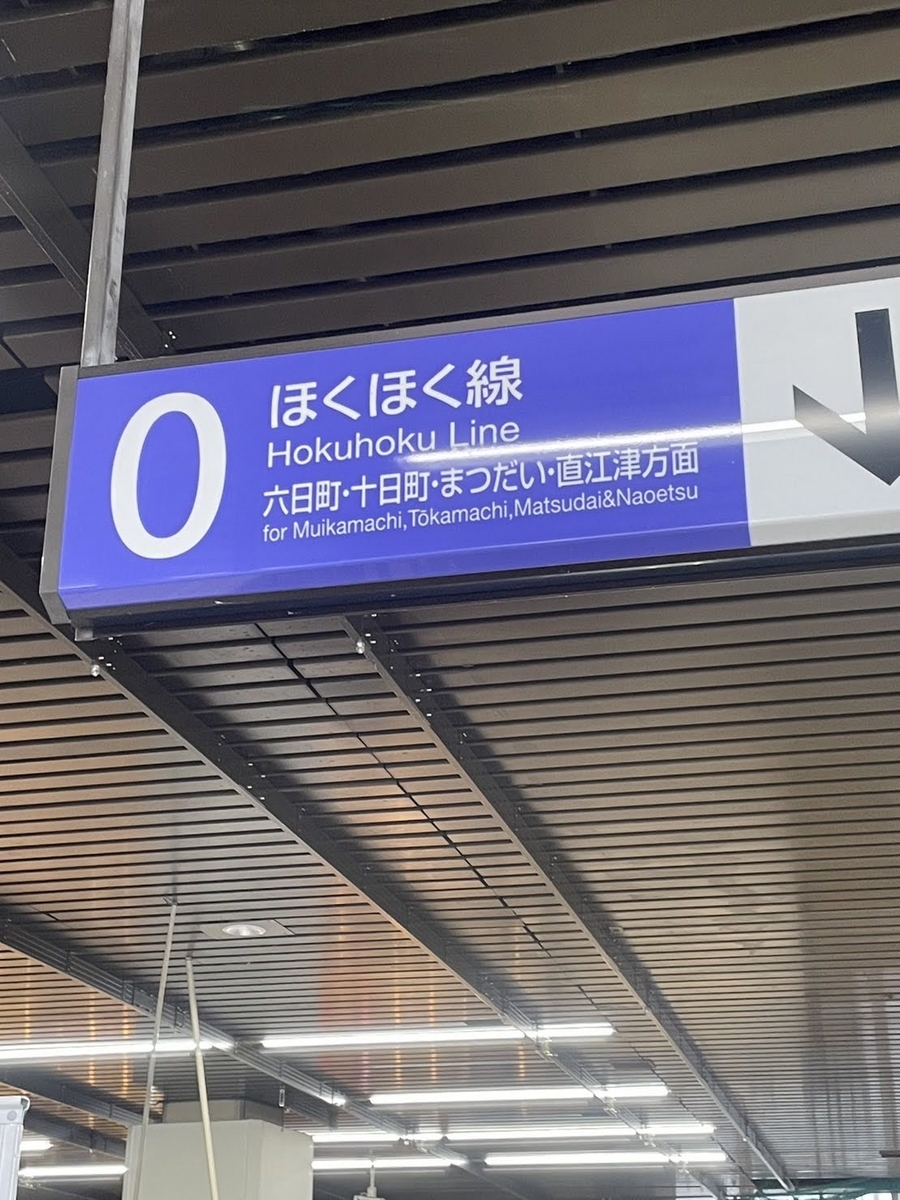 0
ほくほく線
Hokuhoku Line
六日町・十日町・まつだい・直江津方面
for Muikamachi,Tōkamachi,Matsudai&Naoetsu